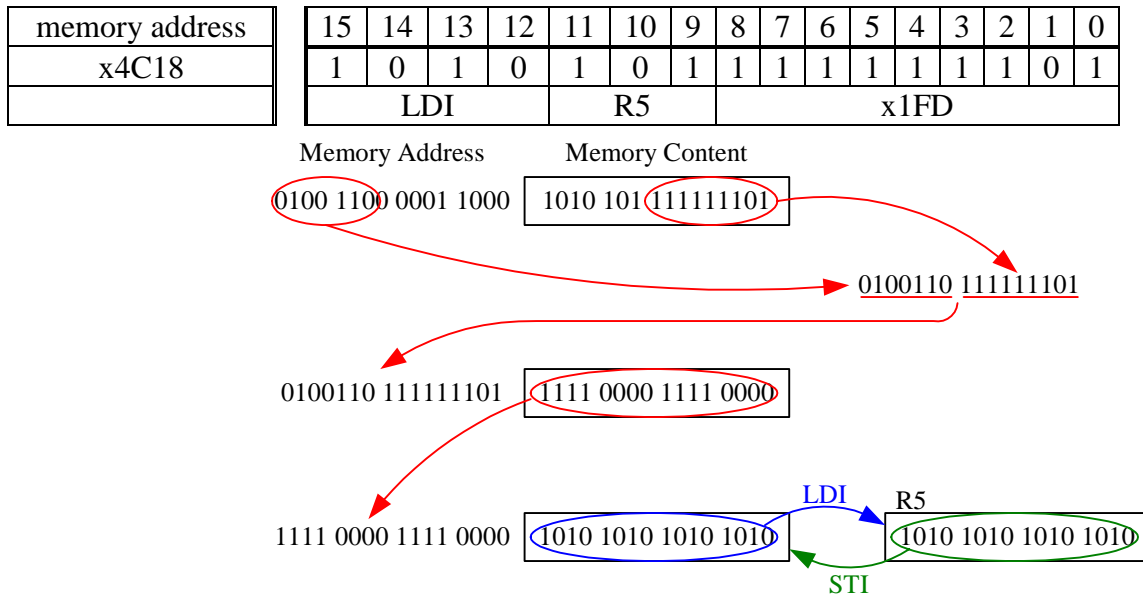 memory address 15 14 13 12 11 10 9 8 7 6 5 4 3 2 1 0
x4C18 1 0 1 0 1 0 1 1 1 1 1 1 1 1 0 1
LDI R5 x1FD
Memory Address Memory Content
0100 1100 0001 1000 1010 101 111111101
0100110 111111101
0100110 111111101 1111 0000 1111 0000
LDI R5
1111 0000 1111 0000 1010 1010 1010 1010 1010 1010 1010 1010
STI